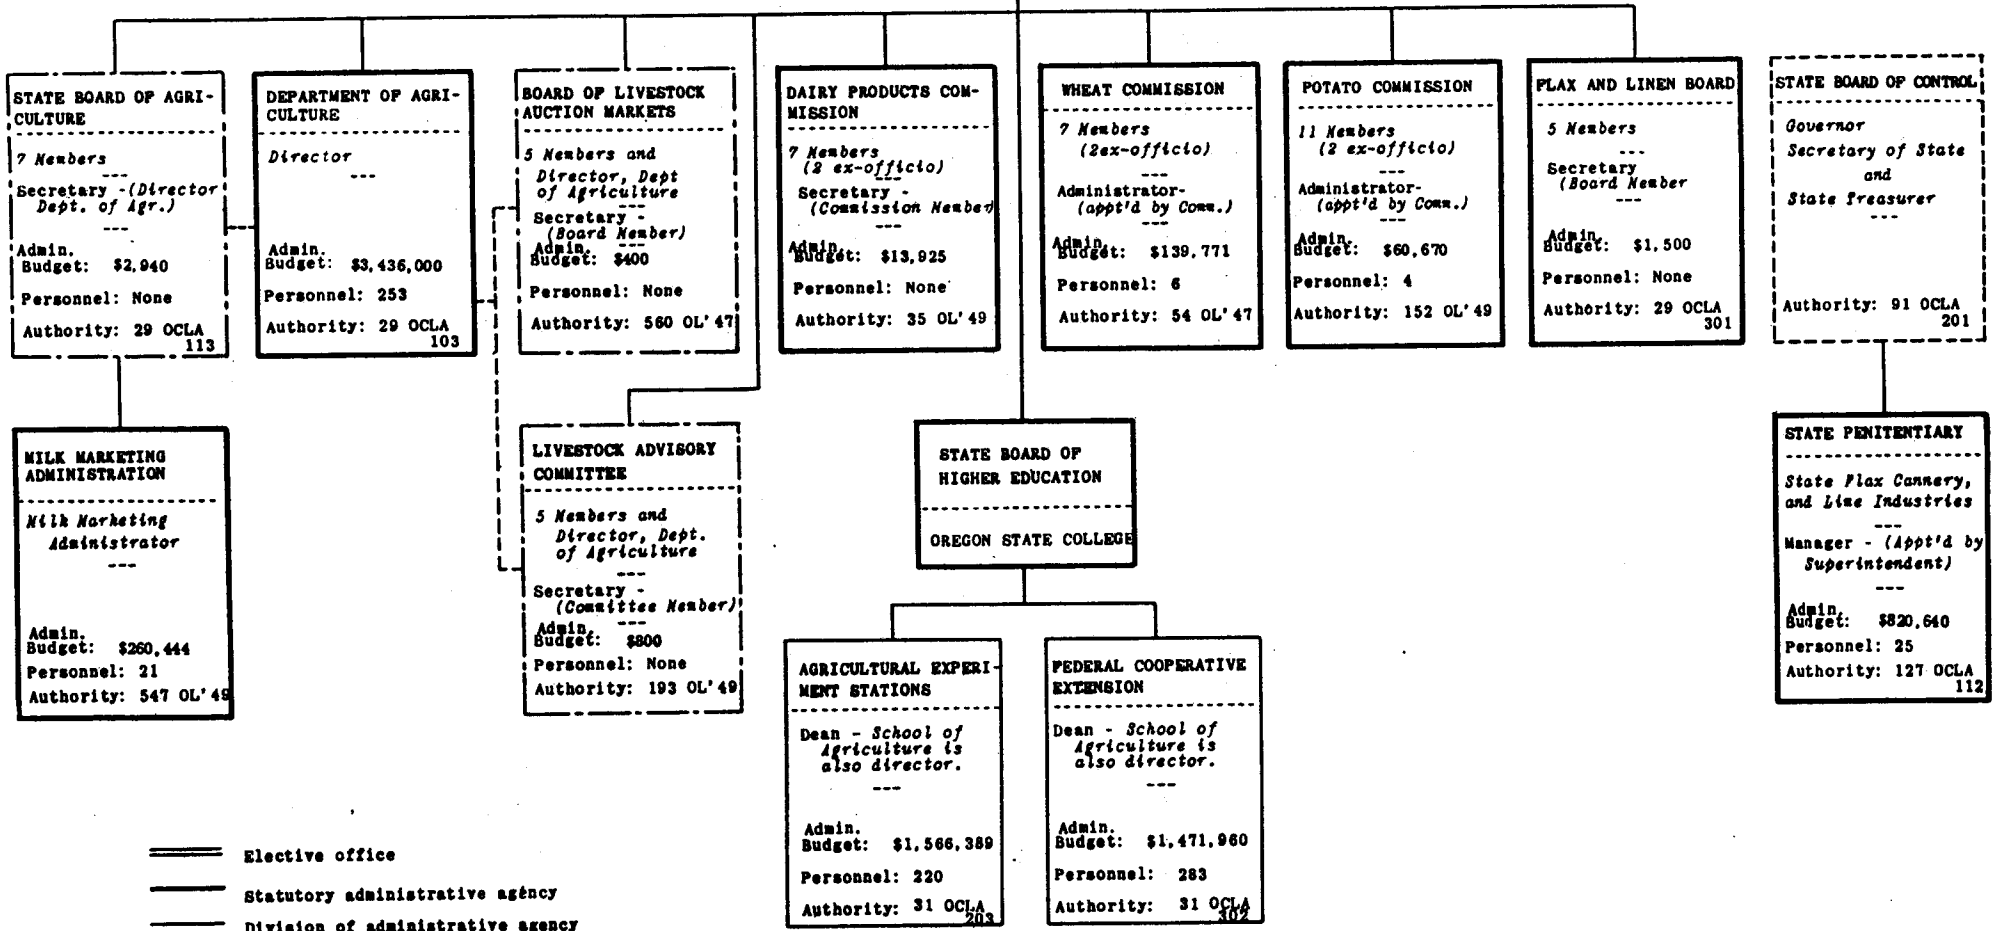 STATE BOARD OF AGRI-
CULTURE
7 Members
---
Secretary -(Director
Dept. of Agr.)
---
Admin.
Budget: $2,940
Personnel: None
Authority: 29 OCLA
113
DEPARTMENT OF AGRI-
CULTURE
Director
---
Admin.
Budget: $3,436,000
Personnel: 253
Authority: 29 OCLA
103
BOARD OF LIVESTOCK
AUCTION MARKETS
5 Members and
Director, Dept
of Agriculture
---
Secretary -
(Board Member)
---
Admin.
Budget: $400
Personnel: None
Authority: 560 OL'47
DAIRY PRODUCTS COM-
MISSION
7 Members
(2 ex-officio)
---
Secretary -
(Commission Member)
---
Admin.
Budget: $13,925
Personnel: None
Authority: 35 OL'49
WHEAT COMMISSION
7 Members
(2ex-officio)
---
Administrator-
(appt'd by Comm.)
---
Admin.
Budget: $139,771
Personnel: 6
Authority: 54 OL'47
POTATO COMMISSION
11 Members
(2 ex-officio)
---
Administrator-
(appt'd by Comm.)
---
Admin.
Budget: $60,670
Personnel: 4
Authority: 152 OL'49
FLAX AND LINEN BOARD
5 Members
---
Secretary
(Board Member
---
Admin.
Budget: $1,500
Personnel: None
Authority: 29 OCLA
301
STATE BOARD OF CONTROL
Governor
Secretary of State
and
State Treasurer
---
Authority: 91 OCLA
201
MILK MARKETING
ADMINISTRATION
Milk Marketing
Administrator
---
Admin.
Budget: $260,444
Personnel: 21
Authority: 547 OL'49
LIVESTOCK ADVISORY
COMMITTEE
5 Members and
Director, Dept.
of Agriculture
---
Secretary -
(Committee Member)
---
Admin.
Budget: $800
Personnel: None
Authority: 193 OL'49
STATE BOARD OF
HIGHER EDUCATION
OREGON STATE COLLEGE
STATE PENITENTIARY
State Flax Cannery,
and Lime Industries
---
Manager - (Appt'd by
Superintendent)
---
Admin.
Budget: $820,640
Personnel: 25
Authority: 127 OCLA
112
AGRICULTURAL EXPERI-
MENT STATIONS
Dean - School of
Agriculture is
also director.
---
Admin.
Budget: $1,566,389
Personnel: 220
Authority: 31 OCLA
203
FEDERAL COOPERATIVE
EXTENSION
Dean - School of
Agriculture is
also director.
---
Admin.
Budget: $1,471,960
Personnel: 283
Authority: 31 OCLA
302
Elective office
Statutory administrative agency
Division of administrative agency